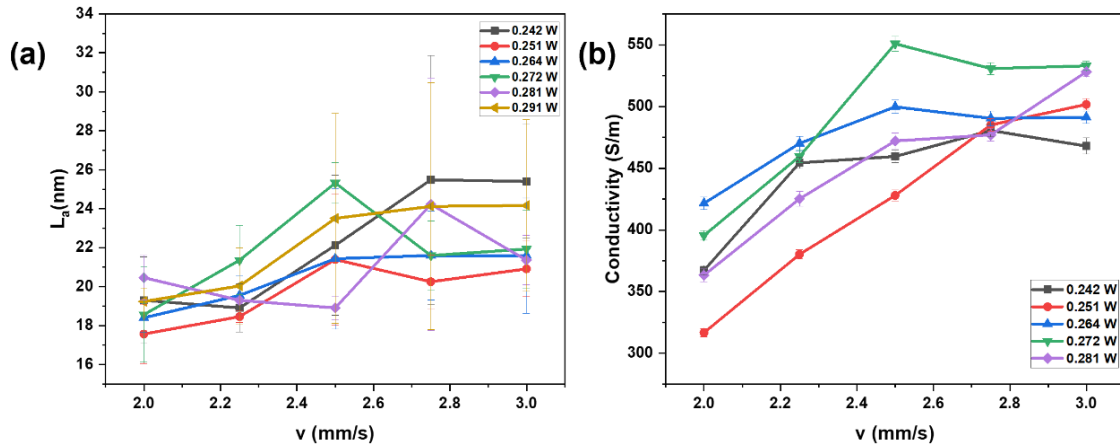 (a)
34
32
30
28
26
24
22
20
18
16
La(nm)
2.0 2.2 2.4 2.6 2.8 3.0
v (mm/s)
0.242 W
0.251 W
0.264 W
0.272 W
0.281 W
0.291 W
(b)
550
500
450
400
350
300
Conductivity (S/m)
2.0 2.2 2.4 2.6 2.8 3.0
v (mm/s)
0.242 W
0.251 W
0.264 W
0.272 W
0.281 W